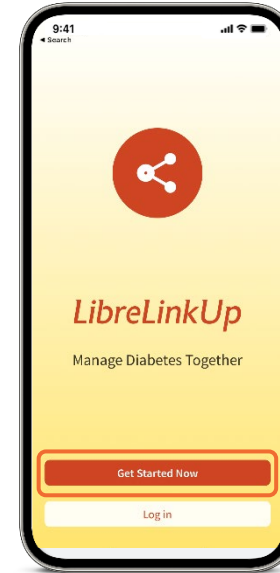 9:41
◂ Search
LibreLinkUp
Manage Diabetes Together
Get Started Now
Log in